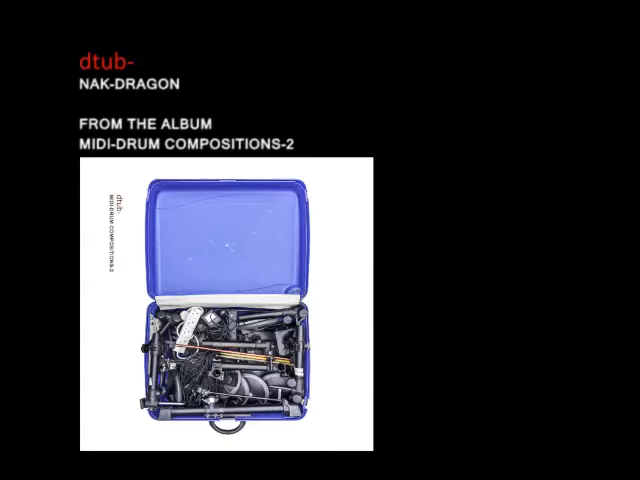 dtub-
NAK-DRAGON
FROM THE ALBUM
MIDI-DRUM COMPOSITIONS-2
dtub-
MIDI-DRUM COMPOSITIONS-2